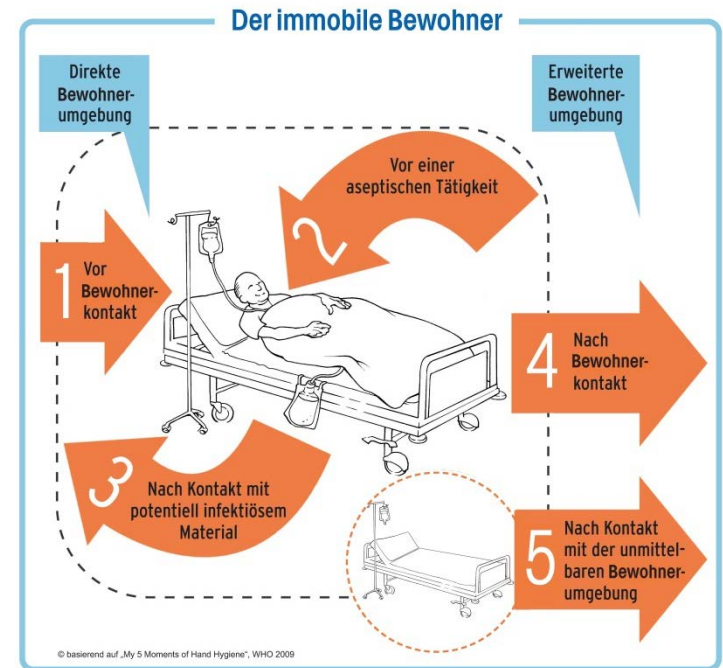 Der immobile Bewohner
Direkte
Bewohner-
umgebung
Erweiterte
Bewohner-
umgebung
1
Vor
Bewohner-
kontakt
2
Vor einer
aseptischen Tätigkeit
3
Nach Kontakt mit
potentiell infektiösem
Material
4
Nach
Bewohner-
kontakt
5
Nach Kontakt
mit der unmittel-
baren Bewohner-
umgebung
© basierend auf „My 5 Moments of Hand Hygiene“, WHO 2009